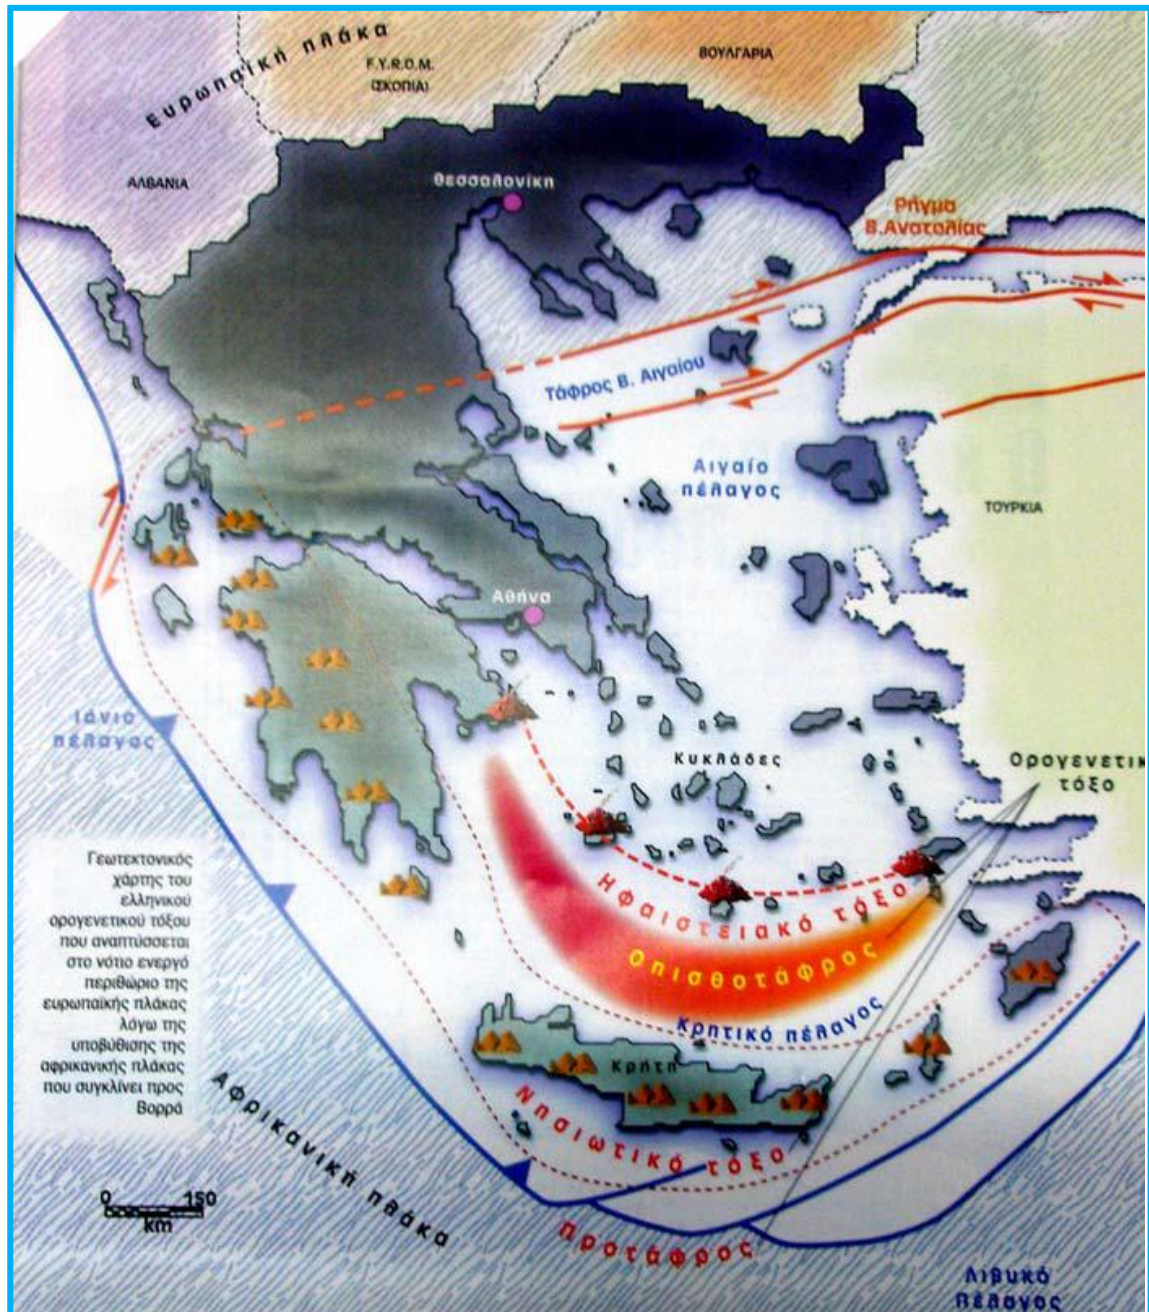 Ευρωπαϊκή πλάκα
F.Y.R.O.M.
(ΣΚΟΠΙΑ)
ΒΟΥΛΓΑΡΙΑ
ΑΛΒΑΝΙΑ
Θεσσαλονίκη
Ρήγμα
Β.Ανατολίας
Τάφρος Β. Αιγαίου
Αιγαίο
πέλαγος
ΤΟΥΡΚΙΑ
Αθήνα
Ιόνιο
πέλαγος
Κυκλάδες
Ορογενετικ
τόξο
Ηφαιστειακό τόξο
Οπισθοτάφρος
Κρητικό πέλαγος
Κρήτη
Νησιωτικό τόξο
Γεωτεκτονικός
χάρτης του
ελληνικού
ορογενετικού τόξου
που αναπτύσσεται
στο νότιο ενεργό
περιθώριο της
ευρωπαϊκής πλάκας
λόγω της
υποβύθισης της
αφρικανικής πλάκας
που συγκλίνει προς
Βορρά
Αφρικανική πλάκα
0 150
km
Προτάφρος
Λιβυκό
πέλαγος